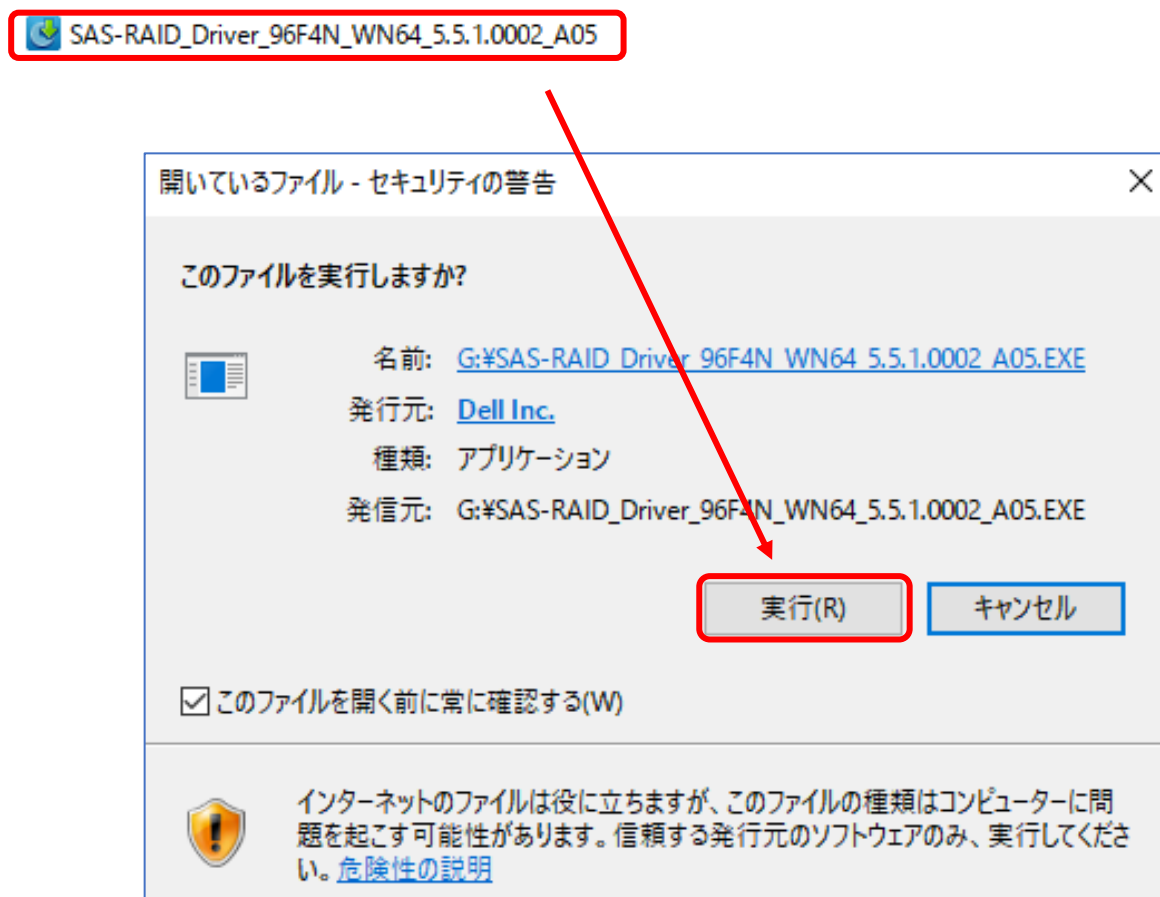 SAS-RAID_Driver_96F4N_WN64_5.5.1.0002_A05
開いているファイル - セキュリティの警告
このファイルを実行しますか?
名前: G:¥SAS-RAID_Driver_96F4N_WN64_5.5.1.0002_A05.EXE
発行元: Dell Inc.
種類: アプリケーション
発信元: G:¥SAS-RAID_Driver_96F4N_WN64_5.5.1.0002_A05.EXE
実行(R) キャンセル
このファイルを開く前に常に確認する(W)
インターネットのファイルは役に立ちますが、このファイルの種類はコンピューターに問
題を起こす可能性があります。信頼する発行元のソフトウェアのみ、実行してくださ
い。危険性の説明